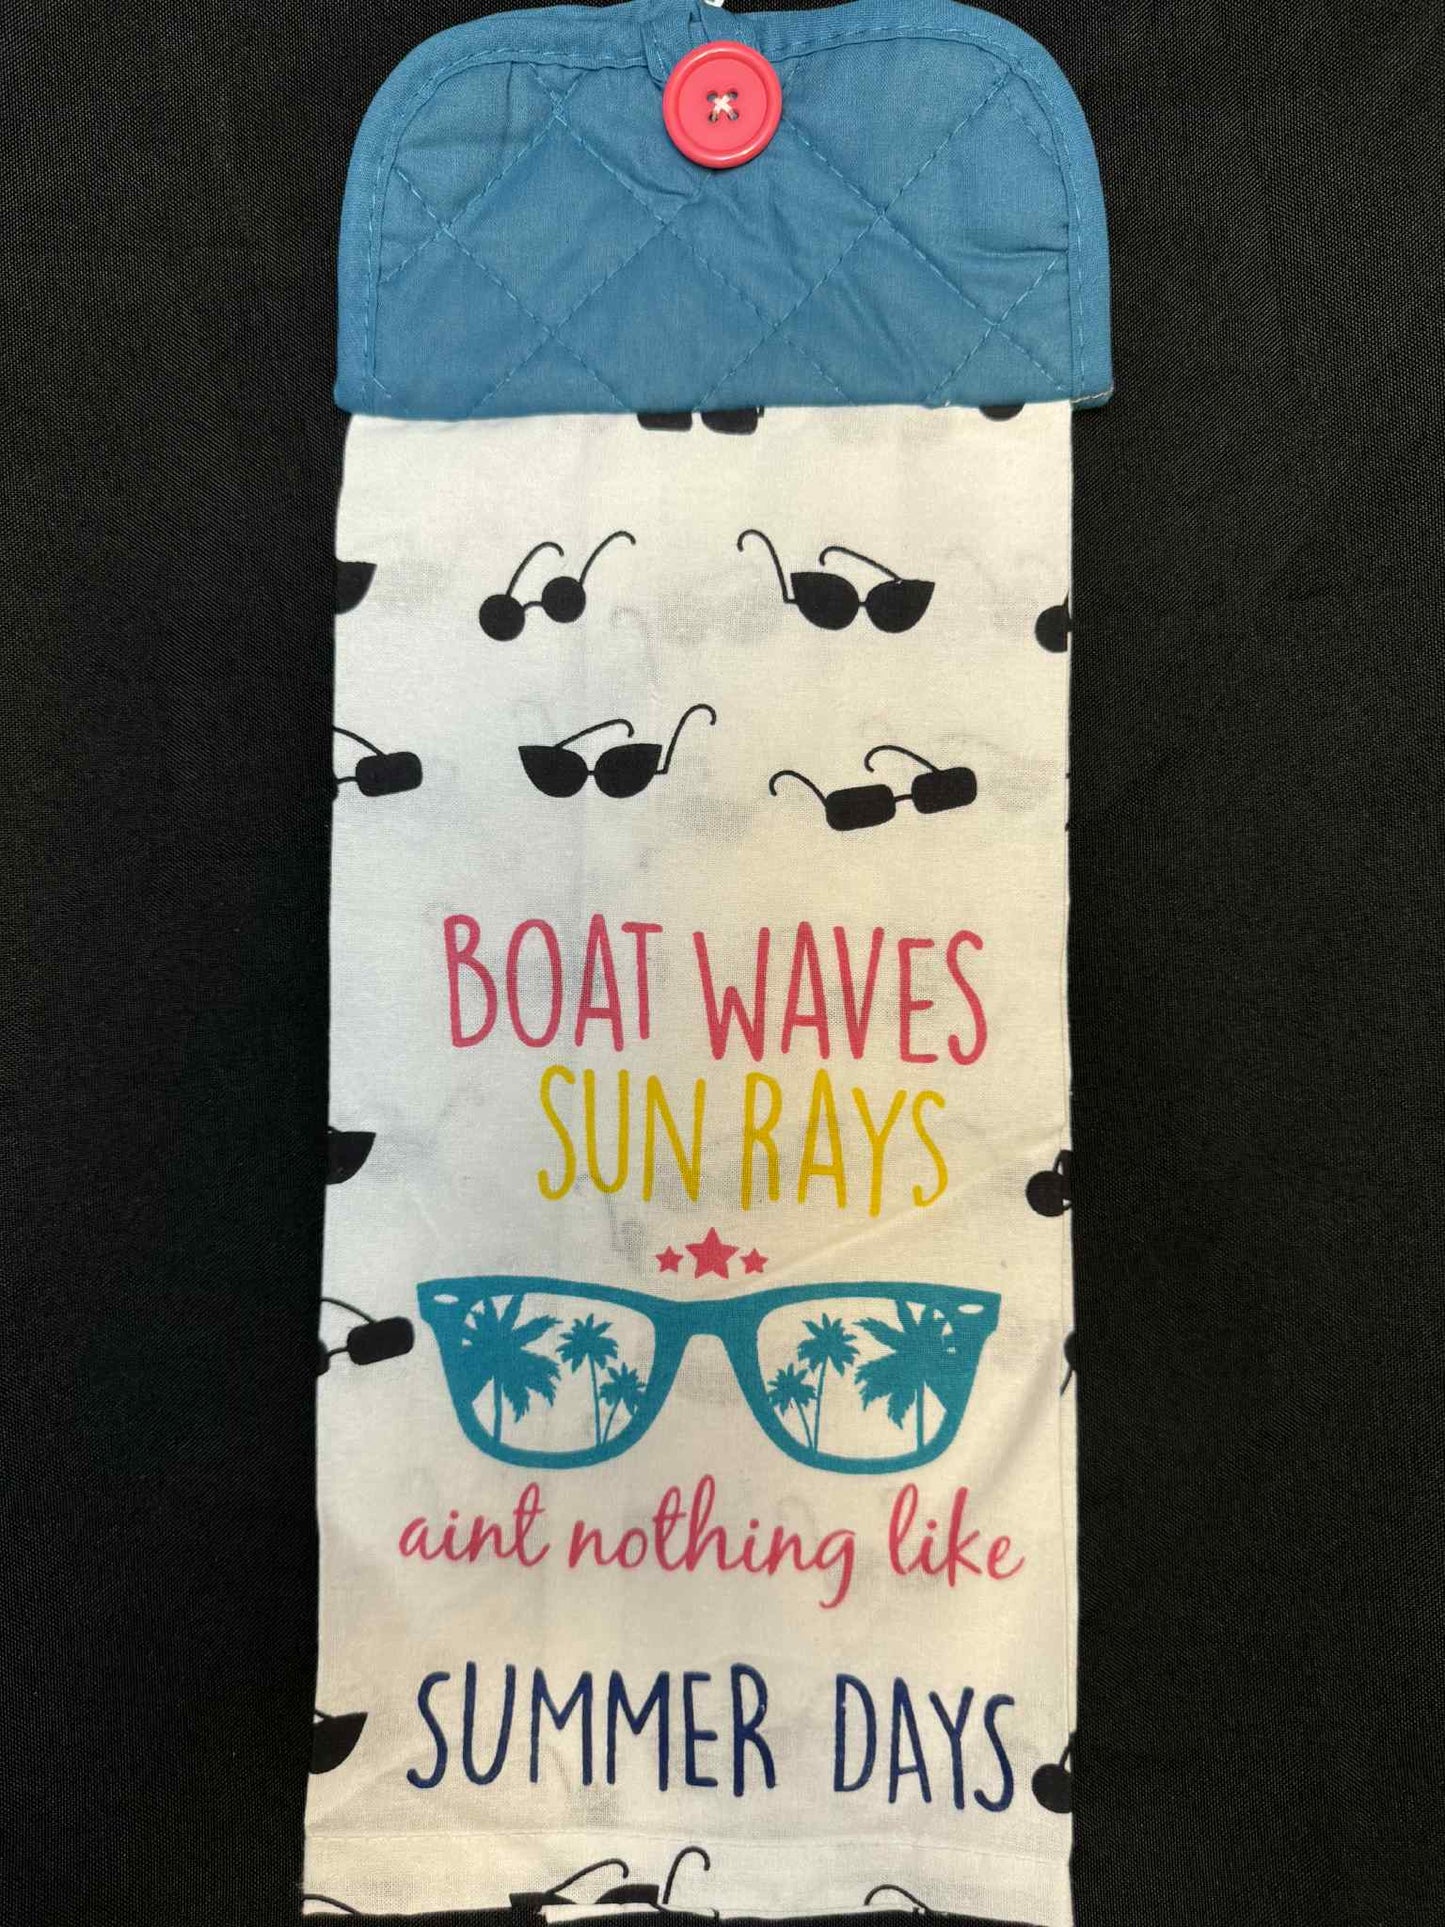 BOAT WAVES
SUN RAYS
aint nothing like
SUMMER DAYS